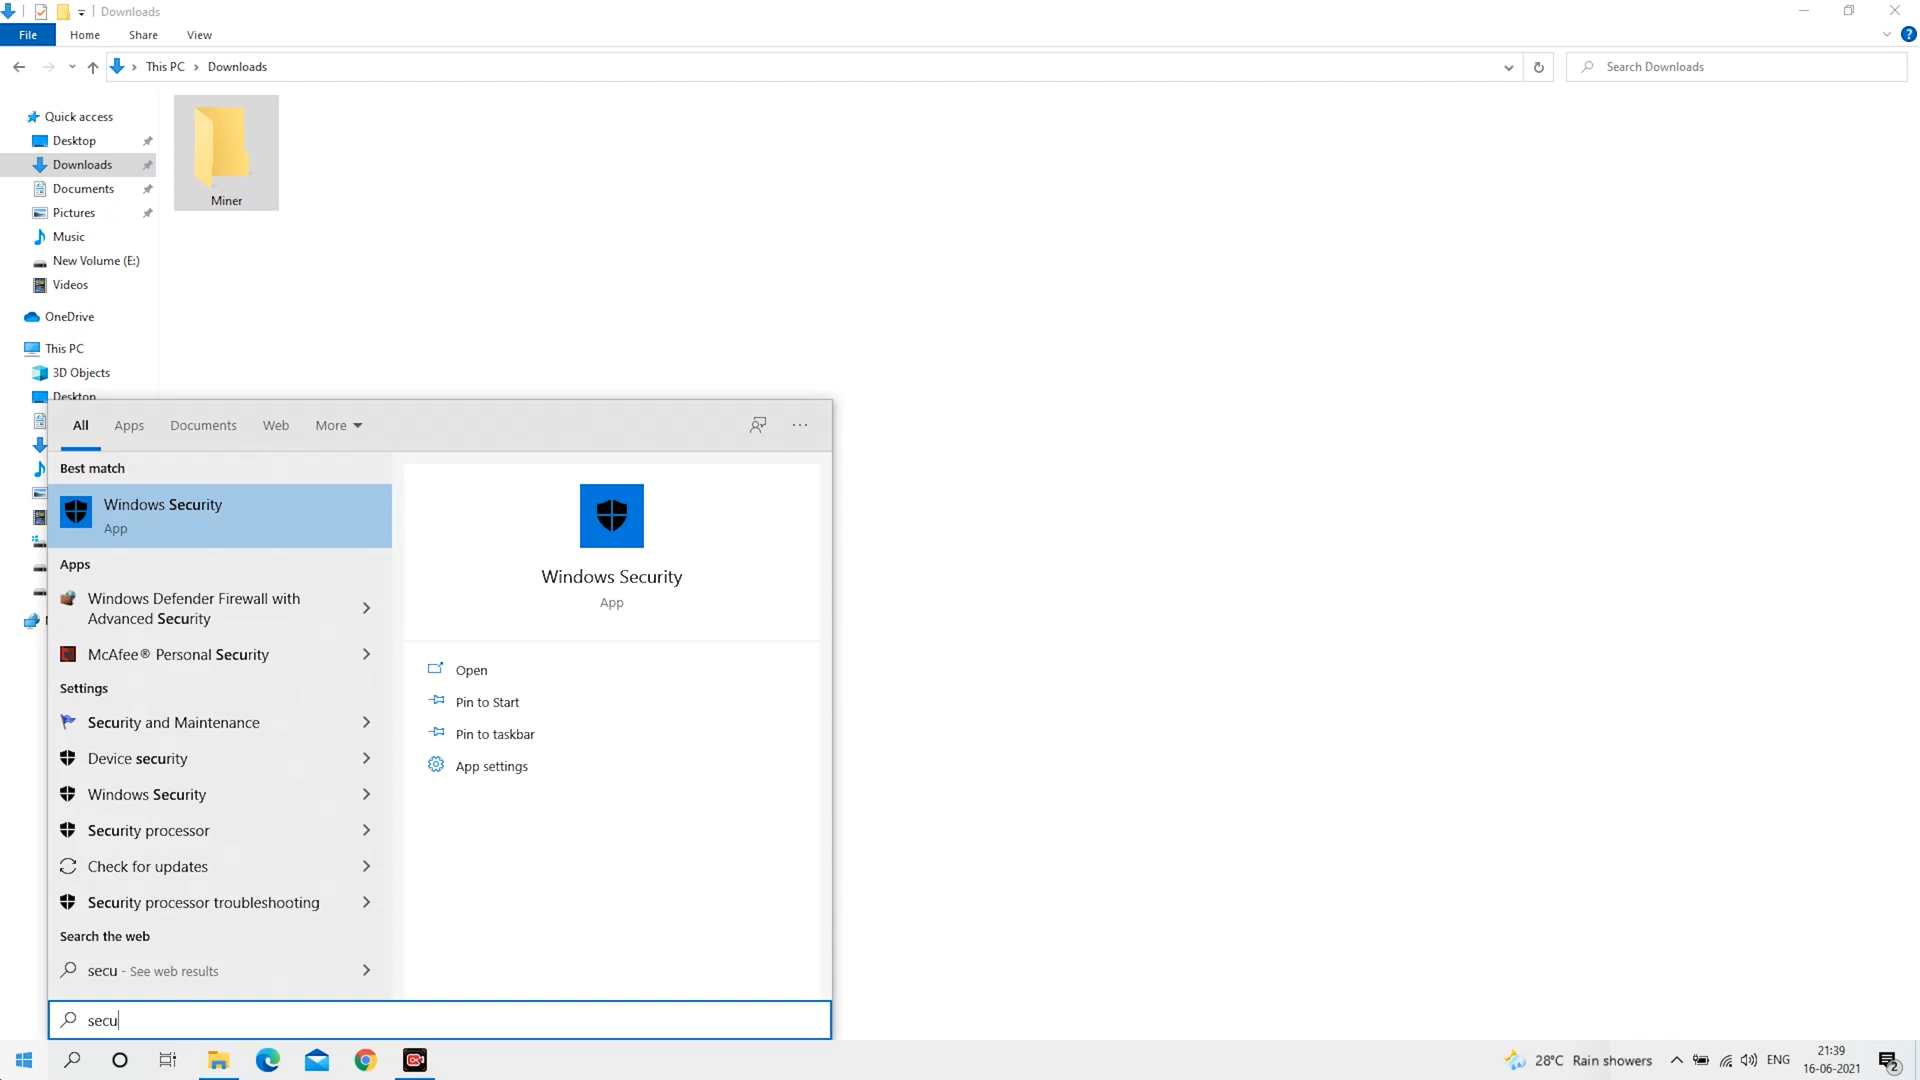 Downloads
File Home Share View
This PC Downloads
Search Downloads
Quick access
Desktop
Downloads
Documents
Pictures
Music
New Volume (E:)
Videos
OneDrive
This PC
3D Objects
Desktop
Miner
All Apps Documents Web More
Best match
Windows Security
App
Apps
Windows Defender Firewall with
Advanced Security
McAfee® Personal Security
Settings
Security and Maintenance
Device security
Windows Security
Security processor
Check for updates
Security processor troubleshooting
Search the web
secu - See web results
Windows Security
App
Open
Pin to Start
Pin to taskbar
App settings
secu
28°C Rain showers
ENG
21:39
16-06-2021
2